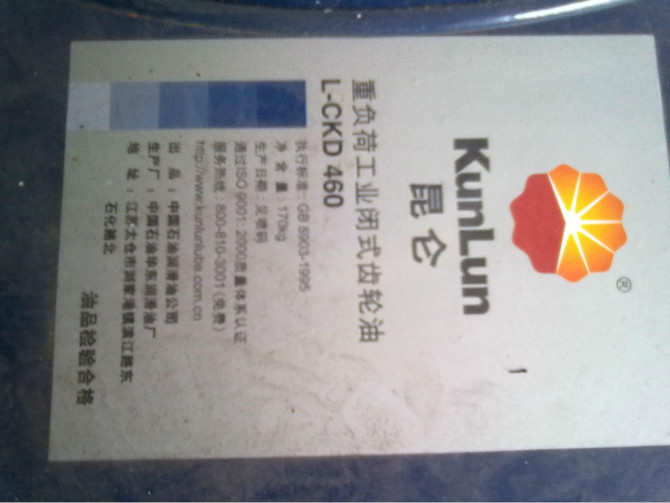 ®
KunLun
昆仑
重负荷工业闭式齿轮油
L-CKD 460
执行标准：GB 5903-1995
净含量：170kg
生产日期：见喷码
通过ISO 9001：2000质量体系认证
服务热线：800-810-3001（免费）
http://www.kunlunlube.com.cn
出 品：中国石油润滑油公司
生产厂：中国石油华东润滑油厂
地 址：江苏太仓市浏家港镇滨江路东
石化路北
油品检验合格